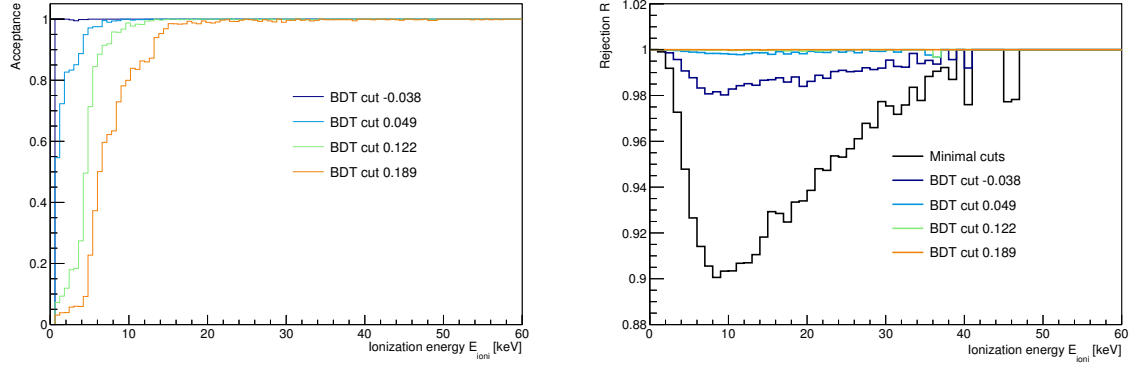 Acceptance
1
0.8
0.6
0.4
0.2
0
BDT cut -0.038
BDT cut 0.049
BDT cut 0.122
BDT cut 0.189
0 10 20 30 40 50 60
Ionization energy E_ioni [keV]
Rejection R
1.02
1
0.98
0.96
0.94
0.92
0.9
0.88
Minimal cuts
BDT cut -0.038
BDT cut 0.049
BDT cut 0.122
BDT cut 0.189
0 10 20 30 40 50 60
Ionization energy E_ioni [keV]